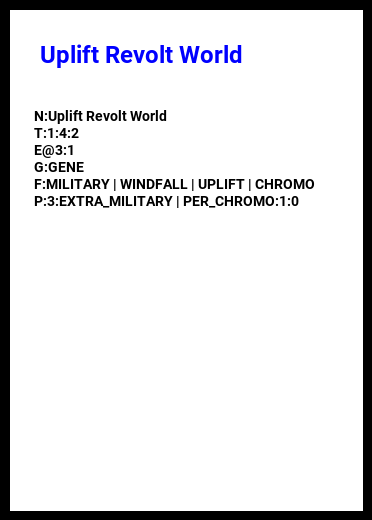 Uplift Revolt World
N:Uplift Revolt World
T:1:4:2
E@3:1
G:GENE
F:MILITARY | WINDFALL | UPLIFT | CHROMO
P:3:EXTRA_MILITARY | PER_CHROMO:1:0